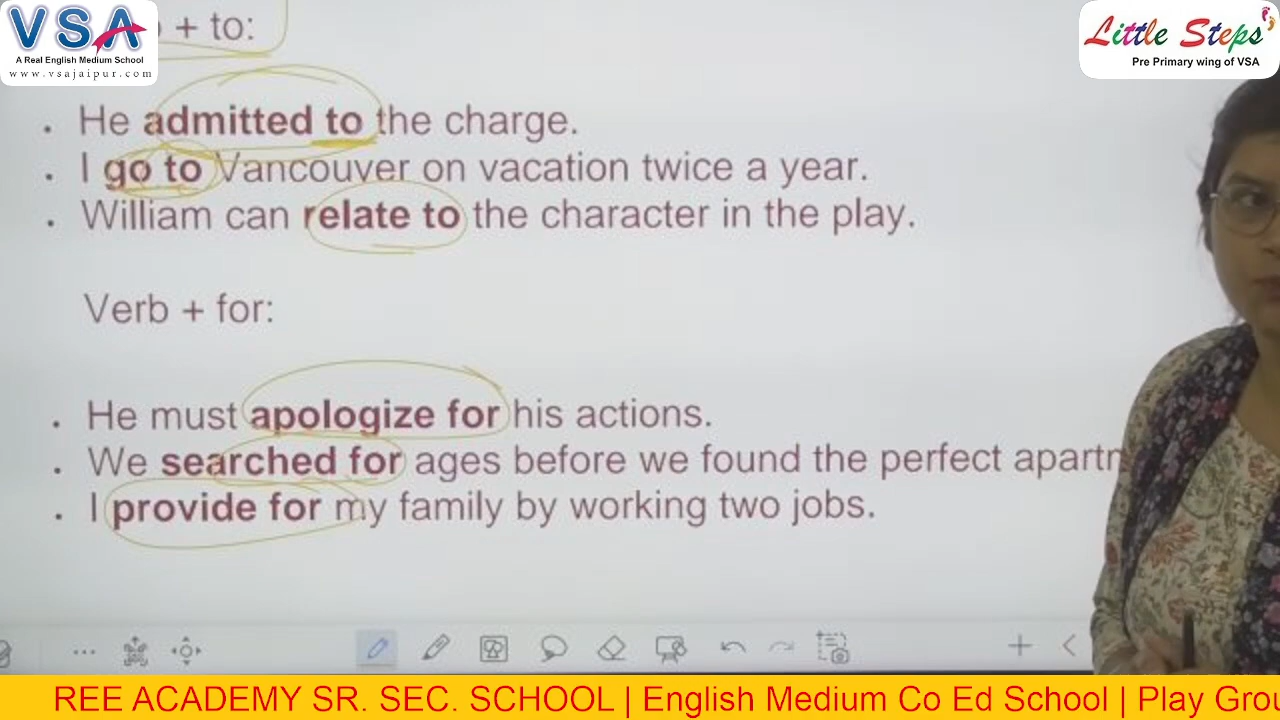 VSA
A Real English Medium School
www.vsajaipur.com
Little Steps
Pre Primary wing of VSA
+ to:
. He admitted to the charge.
. I go to Vancouver on vacation twice a year.
. William can relate to the character in the play.
Verb + for:
. He must apologize for his actions.
. We searched for ages before we found the perfect apartm
. I provide for my family by working two jobs.
REE ACADEMY SR. SEC. SCHOOL | English Medium Co Ed School | Play Grou